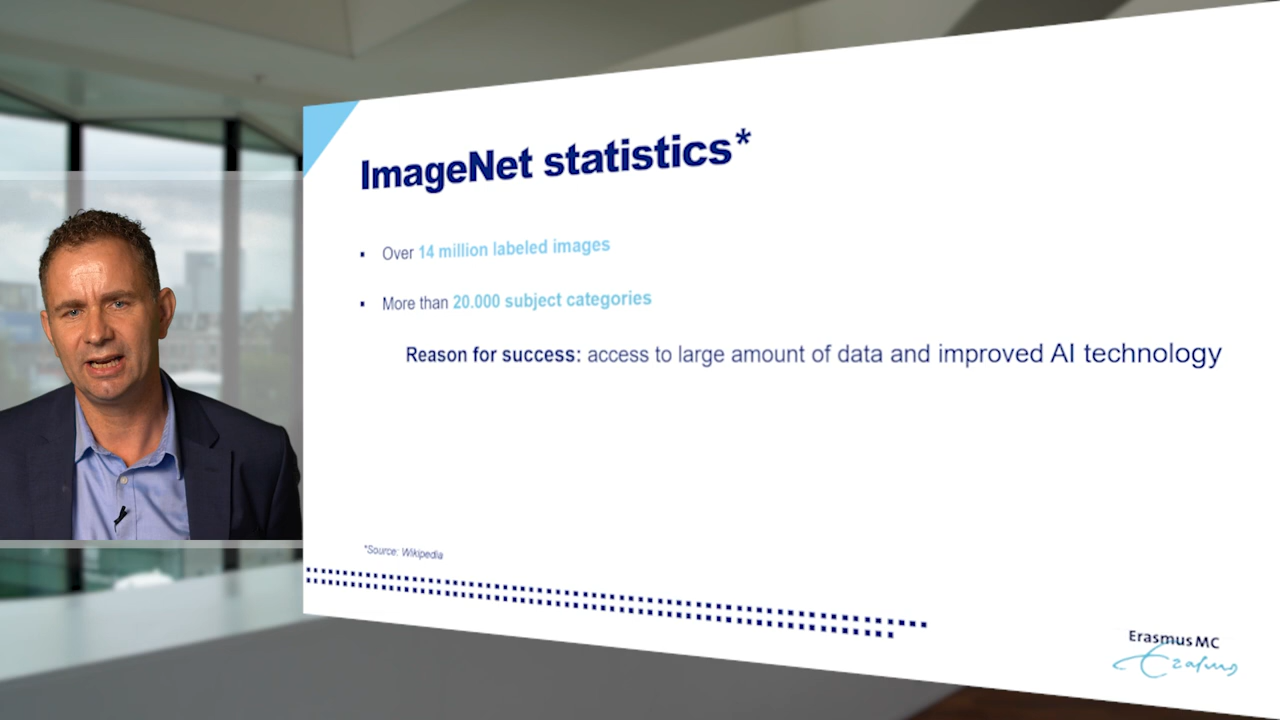 ImageNet statistics*
▪ Over 14 million labeled images
▪ More than 20.000 subject categories
Reason for success: access to large amount of data and improved AI technology
*Source: Wikipedia
Erasmus MC
Erasmus